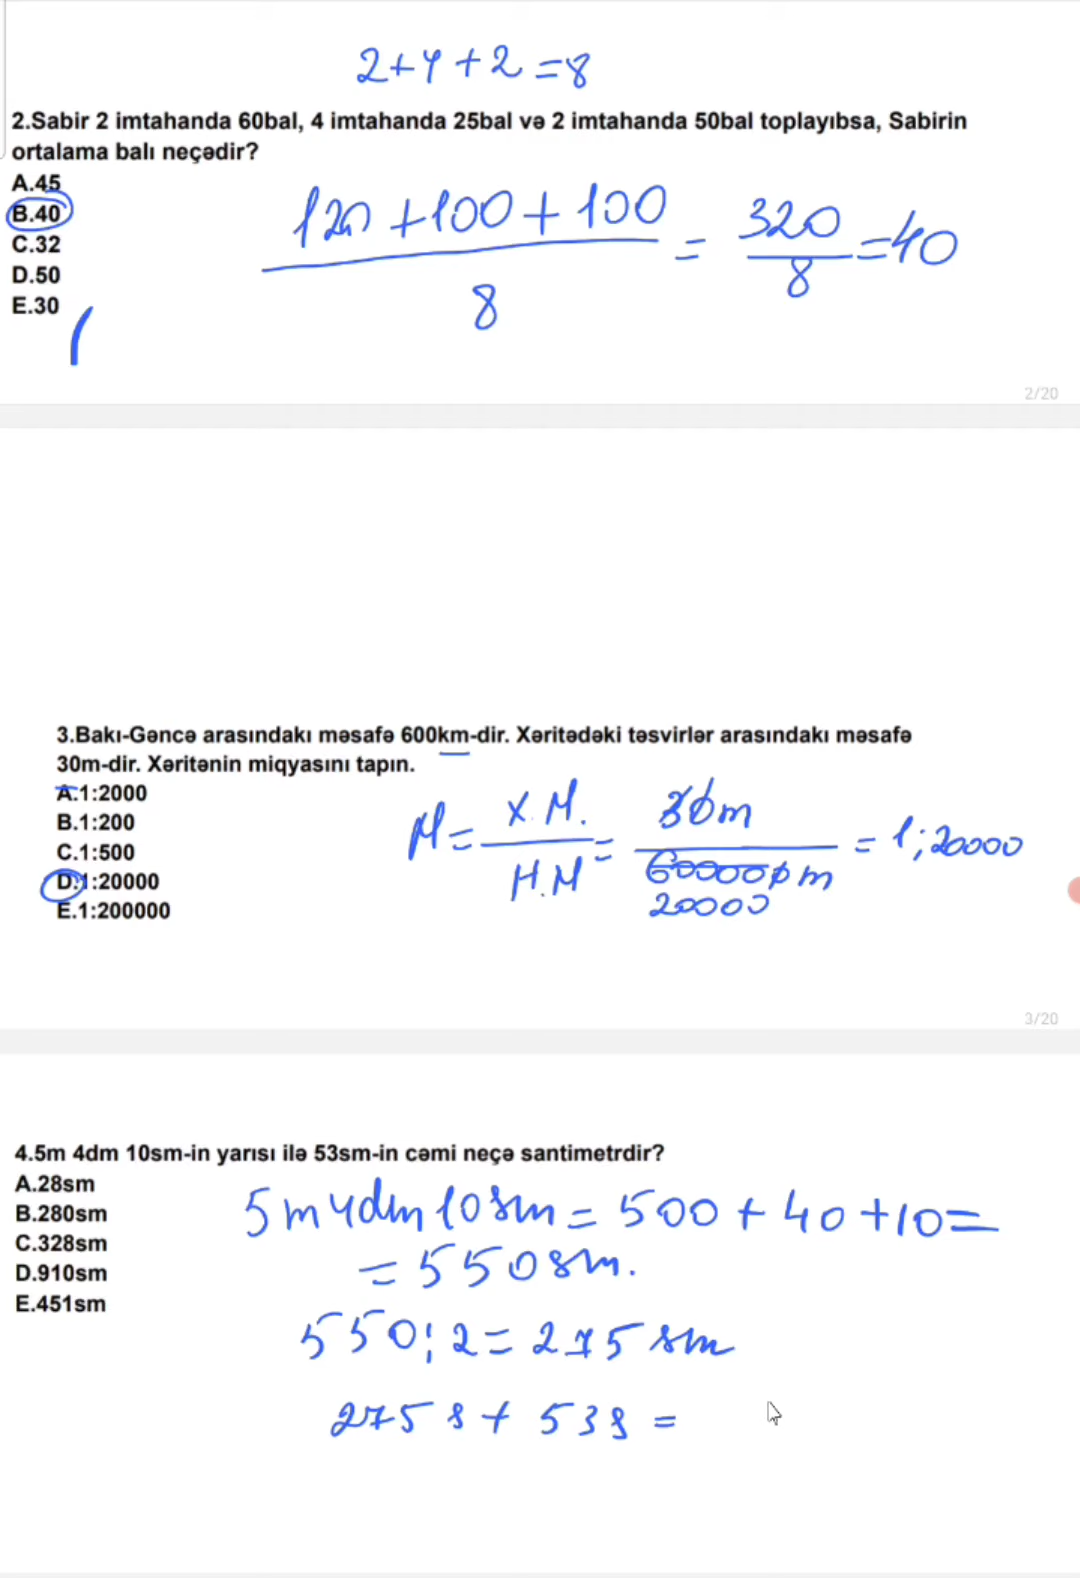 2+4+2=8
2.Sabir 2 imtahanda 60bal, 4 imtahanda 25bal və 2 imtahanda 50bal toplayıbsa, Sabirin
ortalama balı neçədir?
A.45
B.40
C.32
D.50
E.30
120+100+100
8
= 320
8
=40
2/20
3.Bakı-Gəncə arasındakı məsafə 600km-dir. Xəritədəki təsvirlər arasındakı məsafə
30m-dir. Xəritənin miqyasını tapın.
A.1:2000
B.1:200
C.1:500
D.1:20000
E.1:200000
M= X.M.
H.M
= 30m
600000m
20000
= 1:20000
3/20
4.5m 4dm 10sm-in yarısı ilə 53sm-in cəmi neçə santimetrdir?
A.28sm
B.280sm
C.328sm
D.910sm
E.451sm
5m4dm10sm=500+40+10=
=550sm.
550:2=275sm
275s+53s=